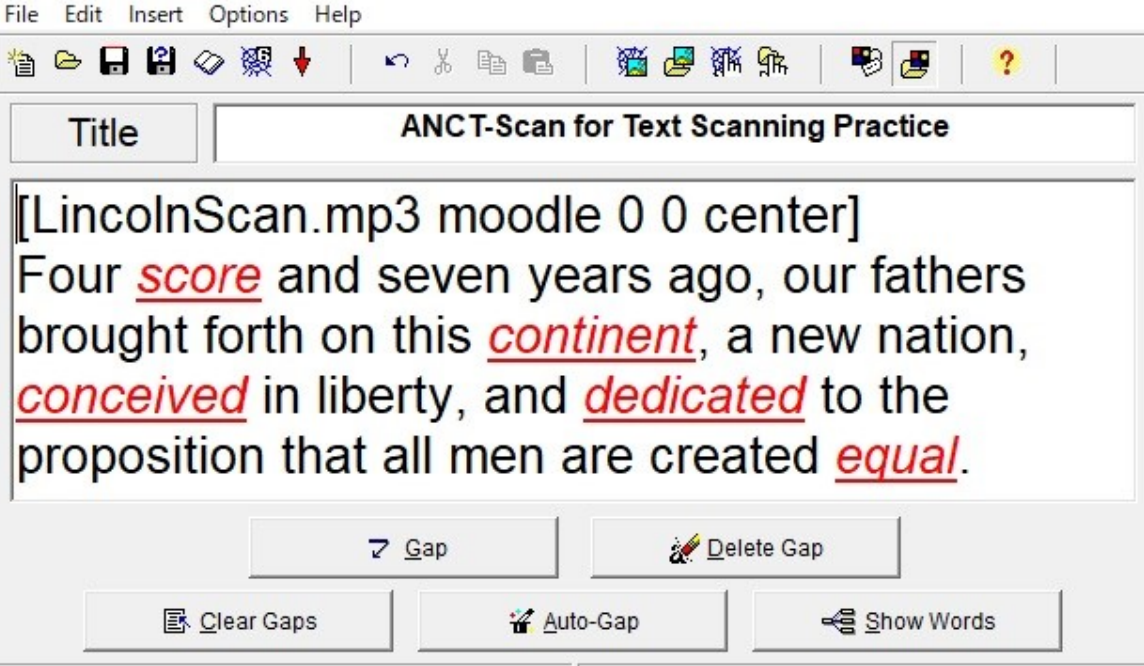 File Edit Insert Options Help
Title
ANCT-Scan for Text Scanning Practice
[LincolnScan.mp3 moodle 0 0 center]
Four score and seven years ago, our fathers
brought forth on this continent, a new nation,
conceived in liberty, and dedicated to the
proposition that all men are created equal.
Gap Delete Gap
Clear Gaps Auto-Gap Show Words